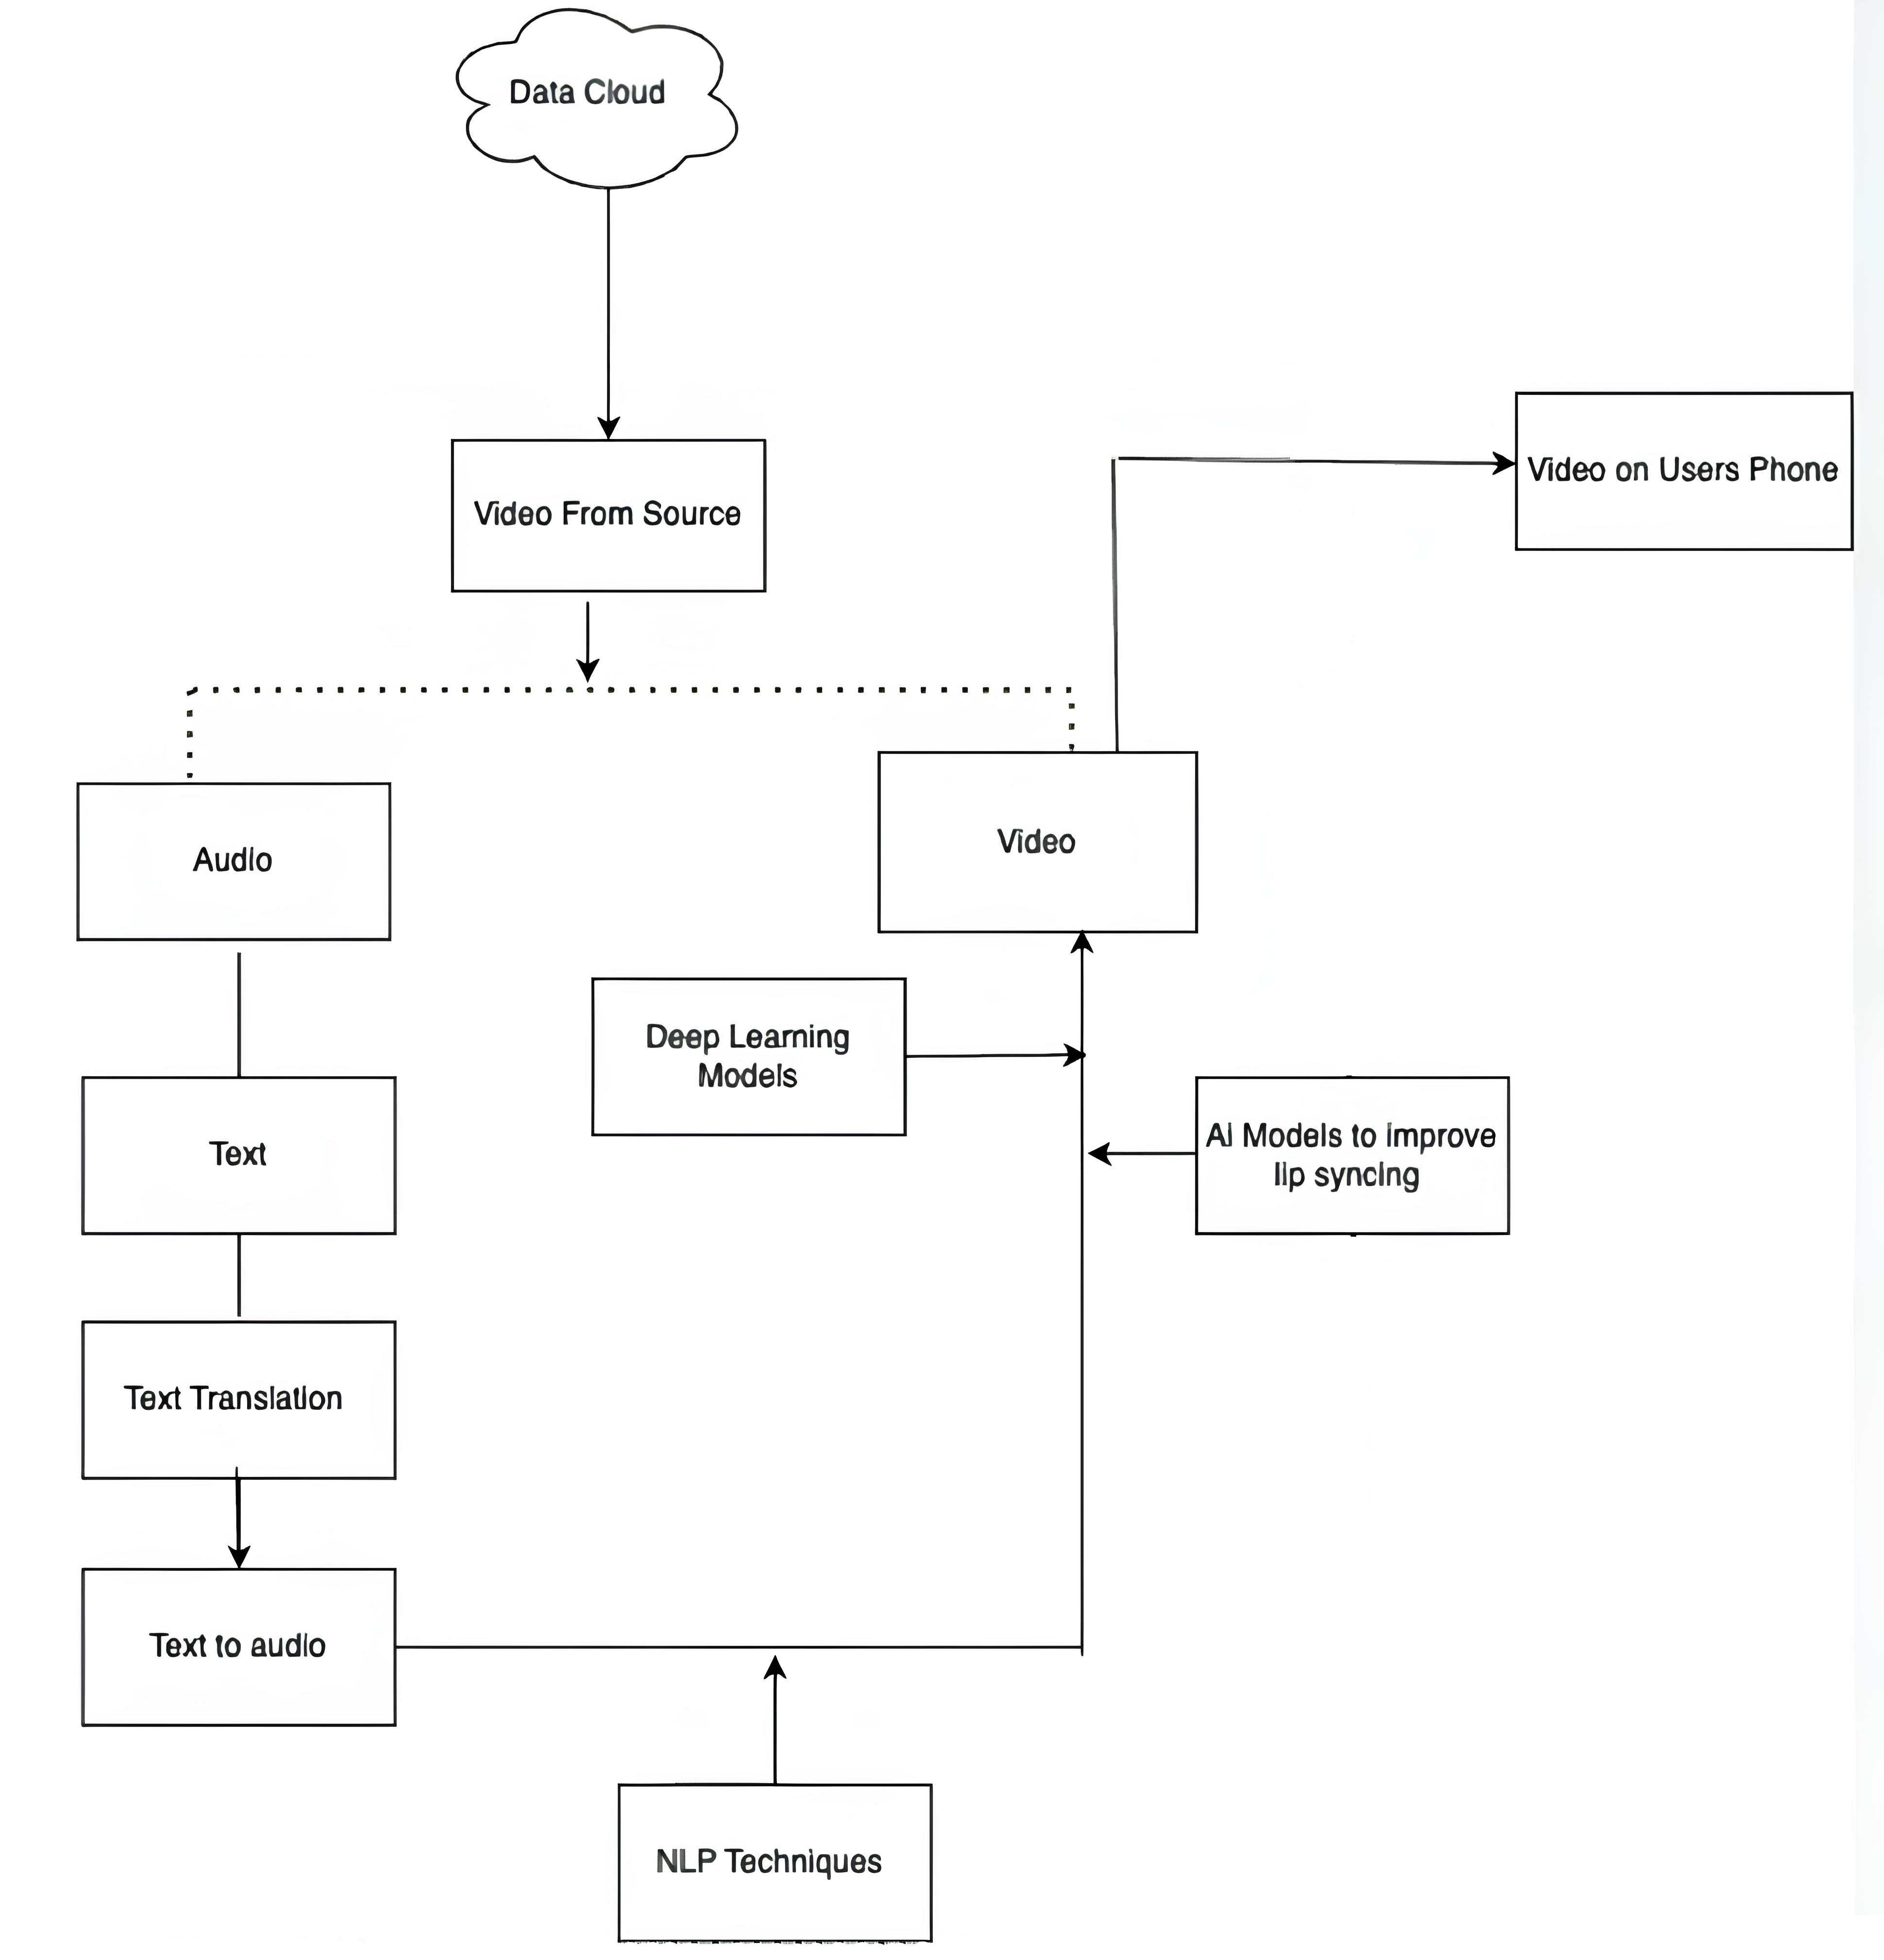 Data Cloud
Video From Source
Video on Users Phone
Audio
Video
Deep Learning
Models
AI Models to improve
lip syncing
Text
Text Translation
Text to audio
NLP Techniques